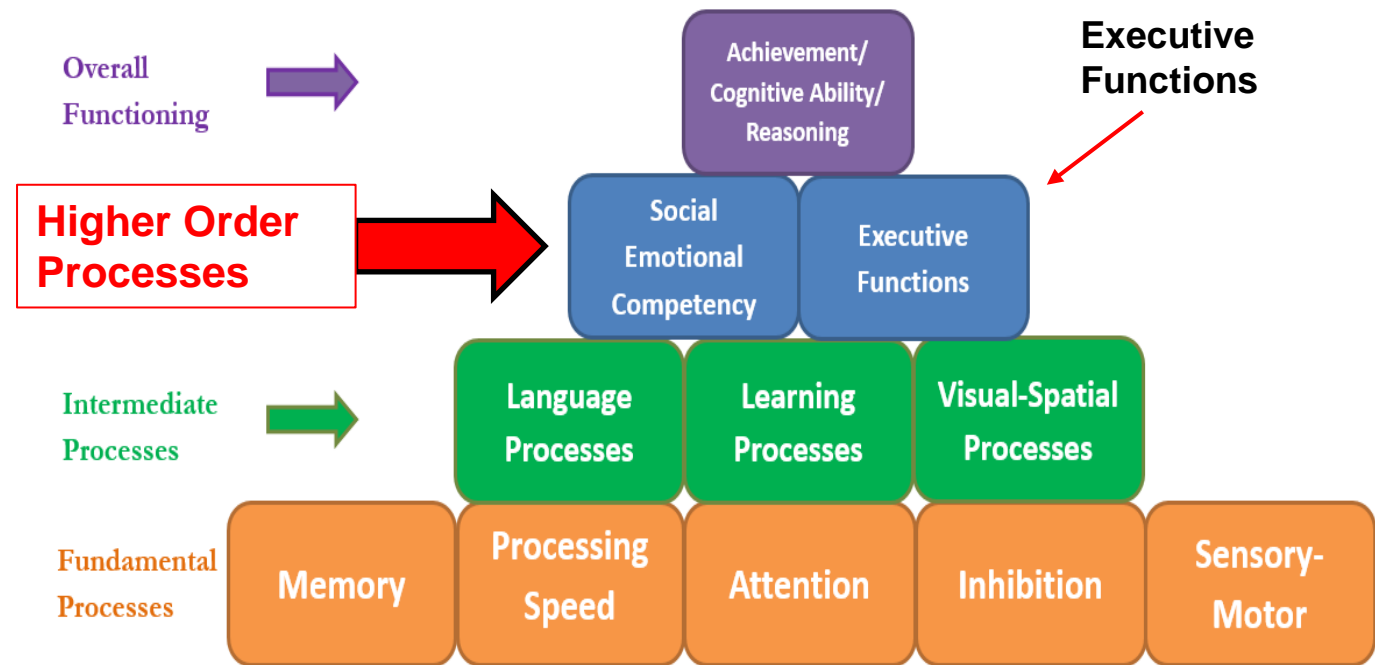 Executive
Functions
Overall
Functioning
Achievement/
Cognitive Ability/
Reasoning
Higher Order
Processes
Social
Emotional
Competency
Executive
Functions
Intermediate
Processes
Language
Processes
Learning
Processes
Visual-Spatial
Processes
Fundamental
Processes
Memory
Processing
Speed
Attention
Inhibition
Sensory-
Motor